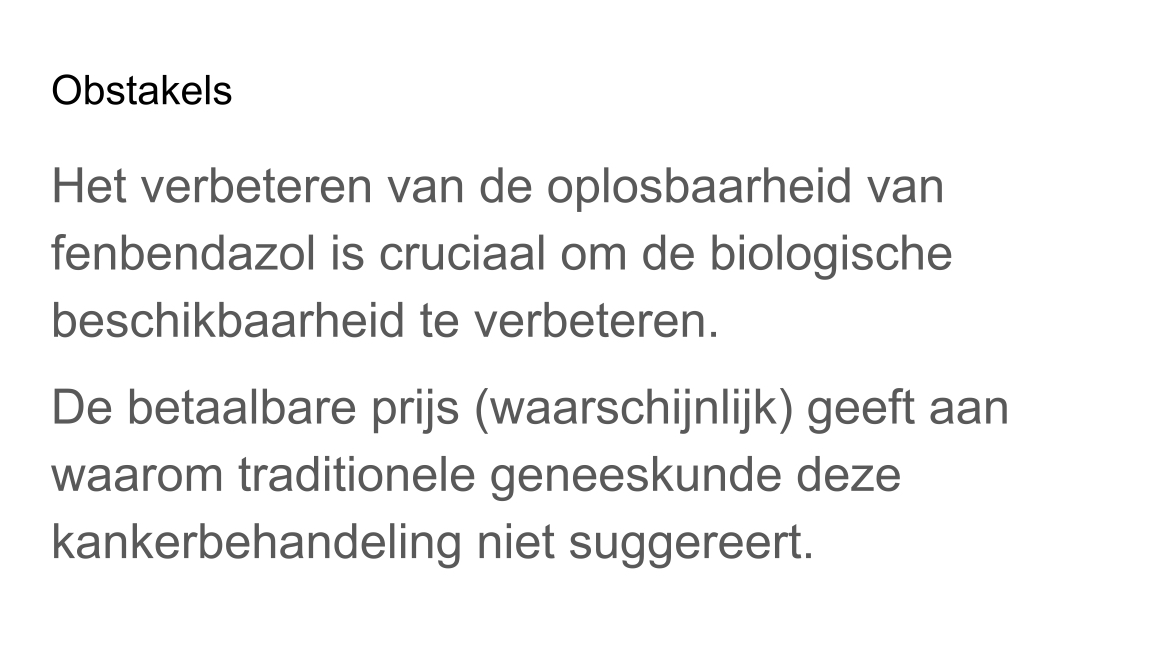 Obstakels
Het verbeteren van de oplosbaarheid van
fenbendazol is cruciaal om de biologische
beschikbaarheid te verbeteren.
De betaalbare prijs (waarschijnlijk) geeft aan
waarom traditionele geneeskunde deze
kankerbehandeling niet suggereert.